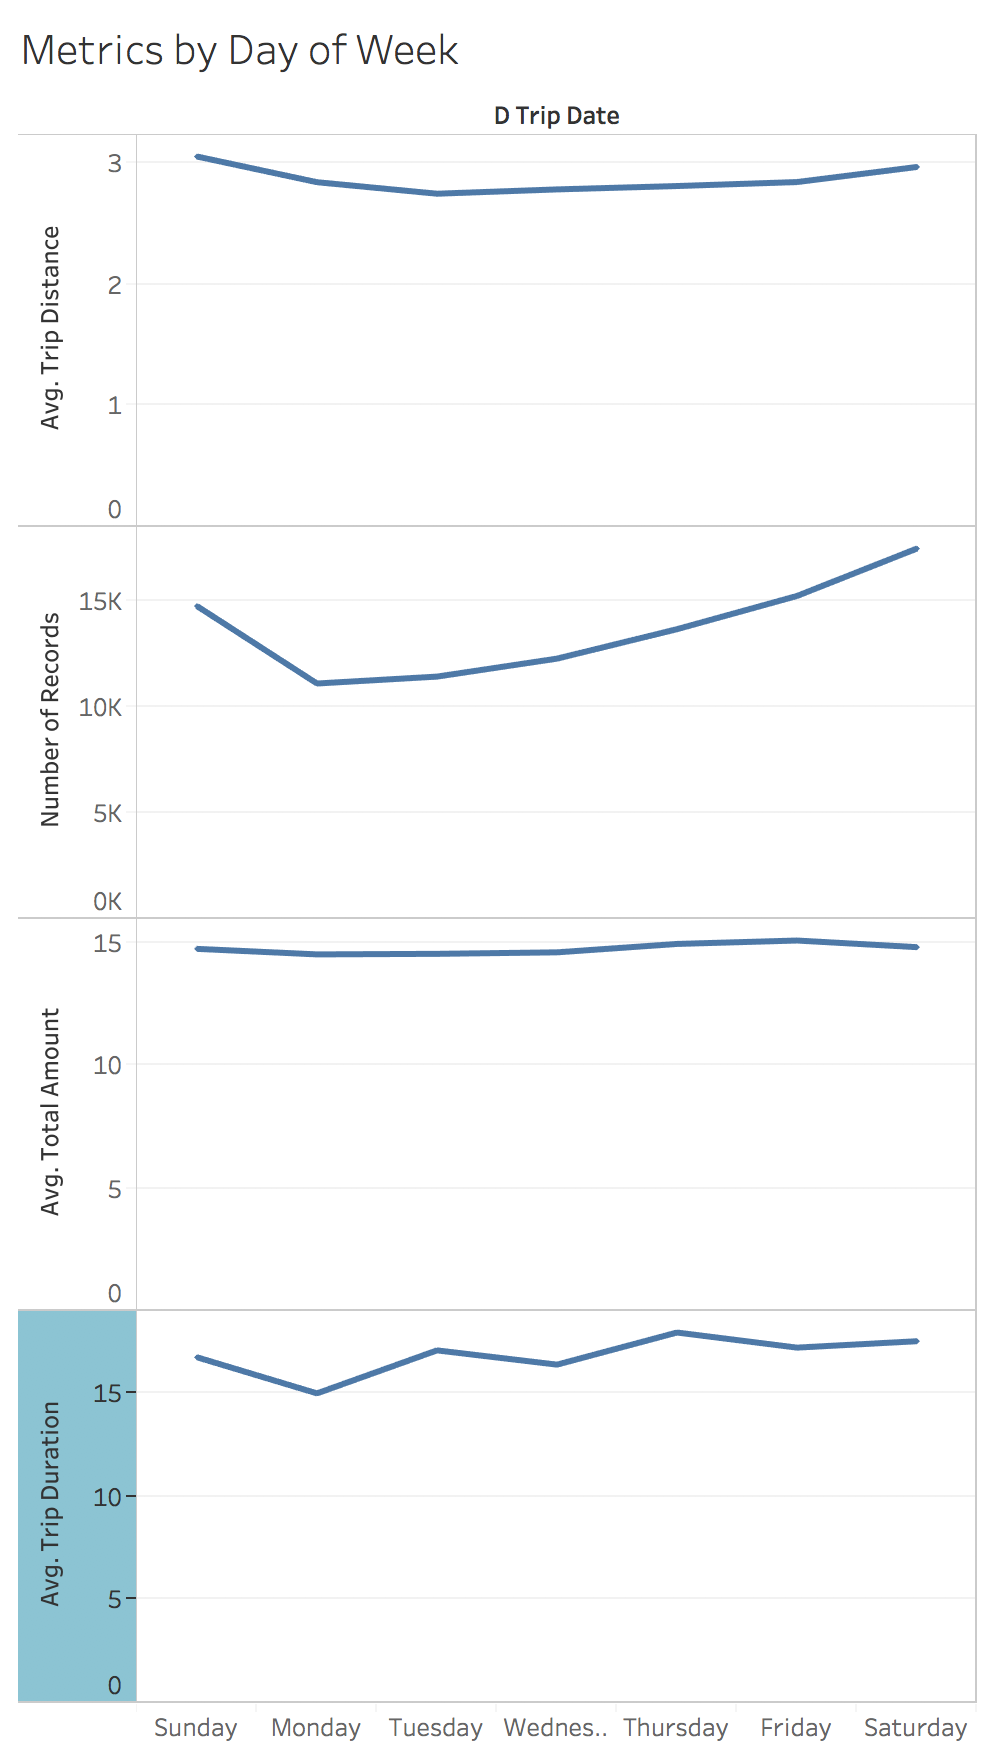 Metrics by Day of Week
D Trip Date
Avg. Trip Distance
3
2
1
0
Number of Records
15K
10K
5K
0K
Avg. Total Amount
15
10
5
0
Avg. Trip Duration
15
10
5
0
Sunday Monday Tuesday Wednes.. Thursday Friday Saturday